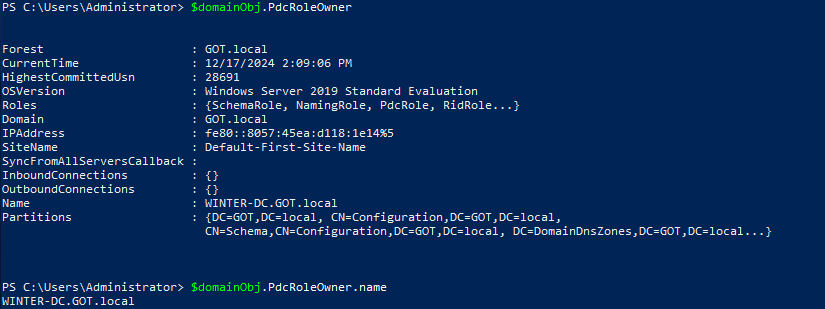 PS C:\Users\Administrator> $domainObj.PdcRoleOwner
Forest                     : GOT.local
CurrentTime                : 12/17/2024 2:09:06 PM
HighestCommittedUsn        : 28691
OSVersion                  : Windows Server 2019 Standard Evaluation
Roles                      : {SchemaRole, NamingRole, PdcRole, RidRole...}
Domain                     : GOT.local
IPAddress                  : fe80::8057:45ea:d118:1e14%5
SiteName                   : Default-First-Site-Name
SyncFromAllServersCallback :
InboundConnections         : {}
OutboundConnections        : {}
Name                       : WINTER-DC.GOT.local
Partitions                 : {DC=GOT,DC=local, CN=Configuration,DC=GOT,DC=local,
                             CN=Schema,CN=Configuration,DC=GOT,DC=local, DC=DomainDnsZones,DC=GOT,DC=local...}
PS C:\Users\Administrator> $domainObj.PdcRoleOwner.name
WINTER-DC.GOT.local